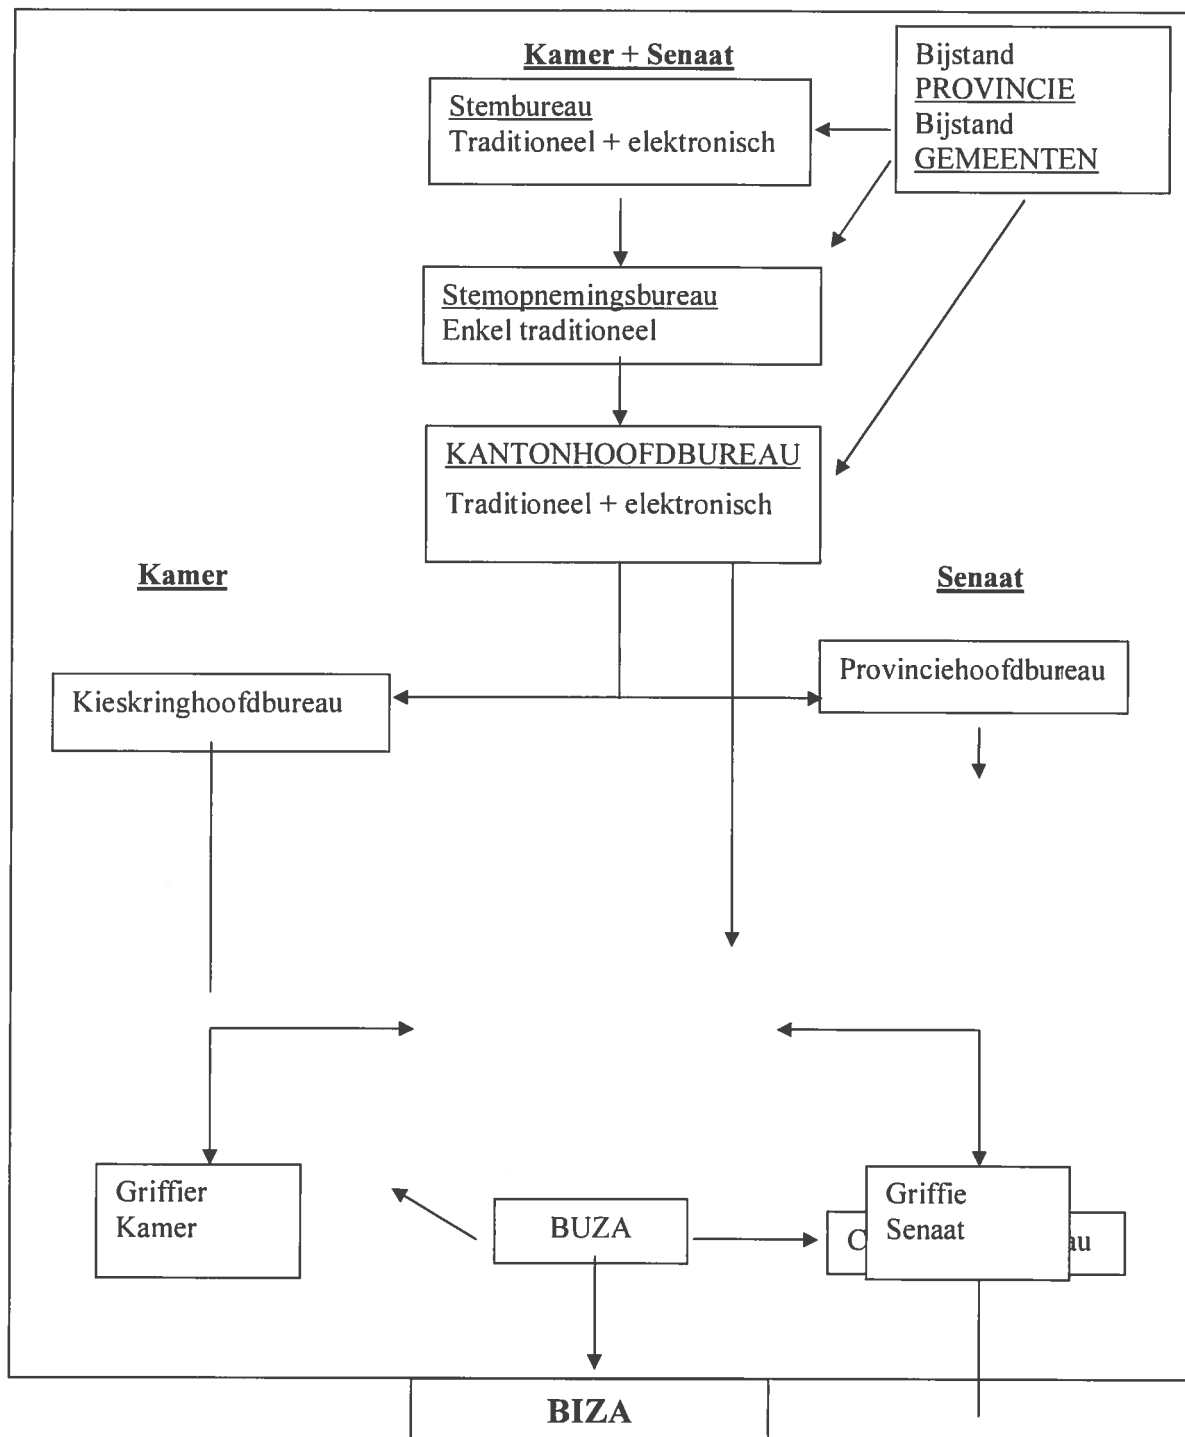 Kamer + Senaat
Stembureau
Traditioneel + elektronisch
Bijstand
PROVINCIE
Bijstand
GEMEENTEN
Stemopnemingsbureau
Enkel traditioneel
KANTONHOOFDBUREAU
Traditioneel + elektronisch
Kamer
Senaat
Kieskringhoofdbureau
Provinciehoofdbureau
Griffier
Kamer
BUZA
Griffie
Senaat
BIZA